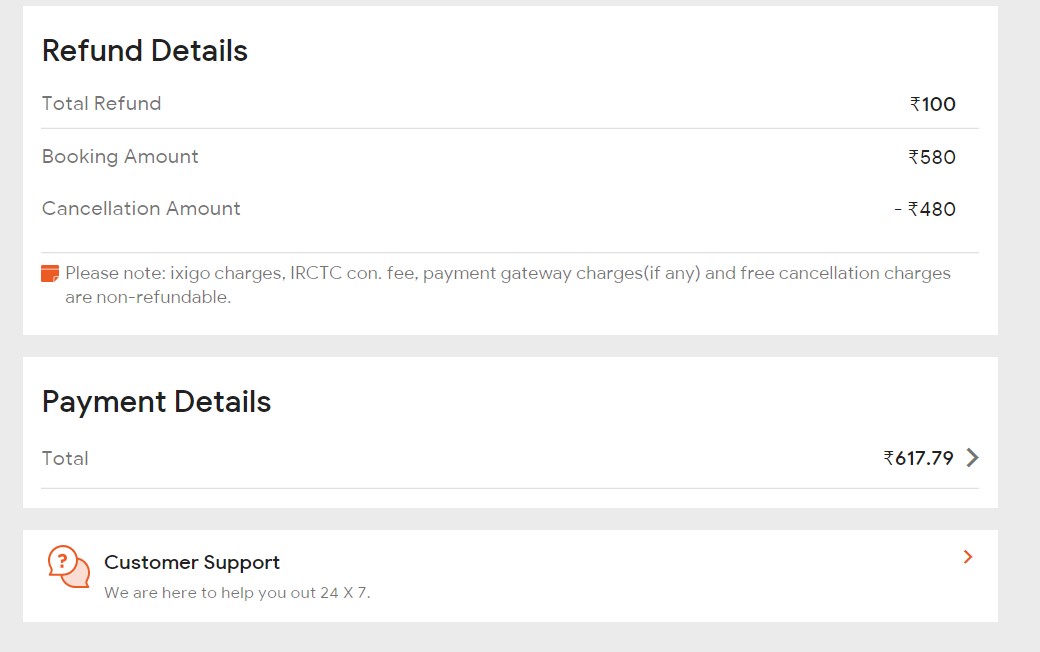 Refund Details
Total Refund ₹100
Booking Amount ₹580
Cancellation Amount - ₹480
Please note: ixigo charges, IRCTC con. fee, payment gateway charges(if any) and free cancellation charges
are non-refundable.
Payment Details
Total ₹617.79
?
Customer Support
We are here to help you out 24 X 7.